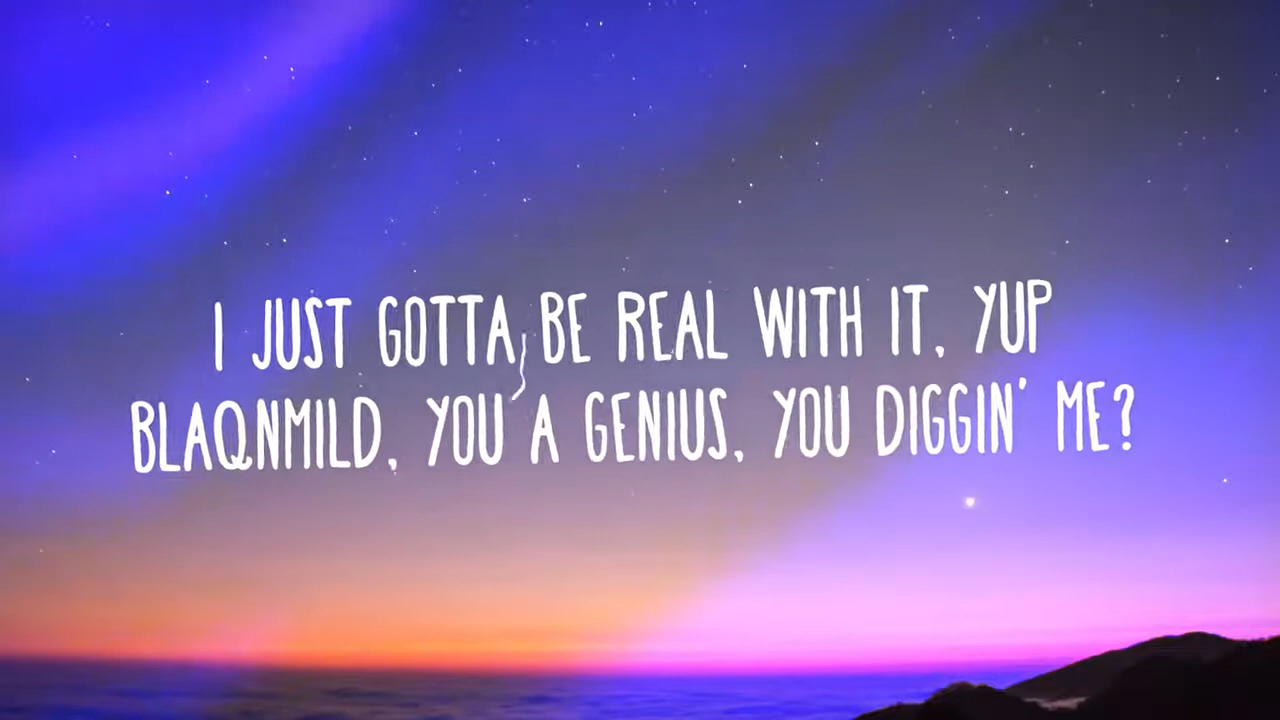 I JUST GOTTA BE REAL WITH IT, YUP
BLAQNMILD, YOU A GENIUS, YOU DIGGIN' ME?